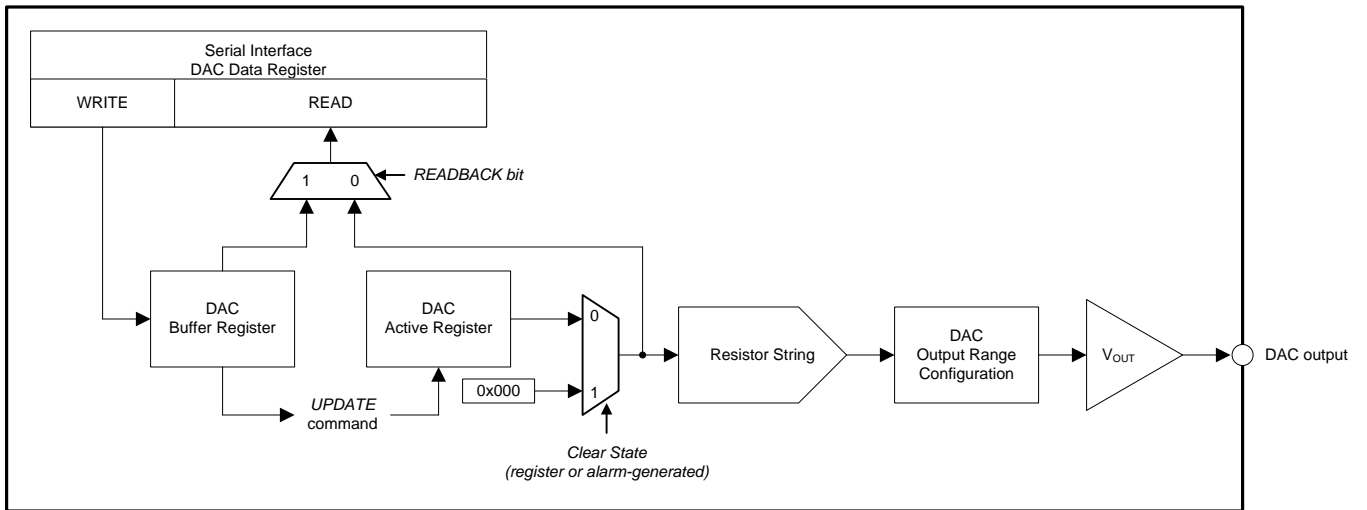 Serial Interface
DAC Data Register
WRITE
READ
1
0
READBACK bit
DAC
Buffer Register
DAC
Active Register
0
1
0x000
UPDATE
command
Clear State
(register or alarm-generated)
Resistor String
DAC
Output Range
Configuration
VOUT
DAC output